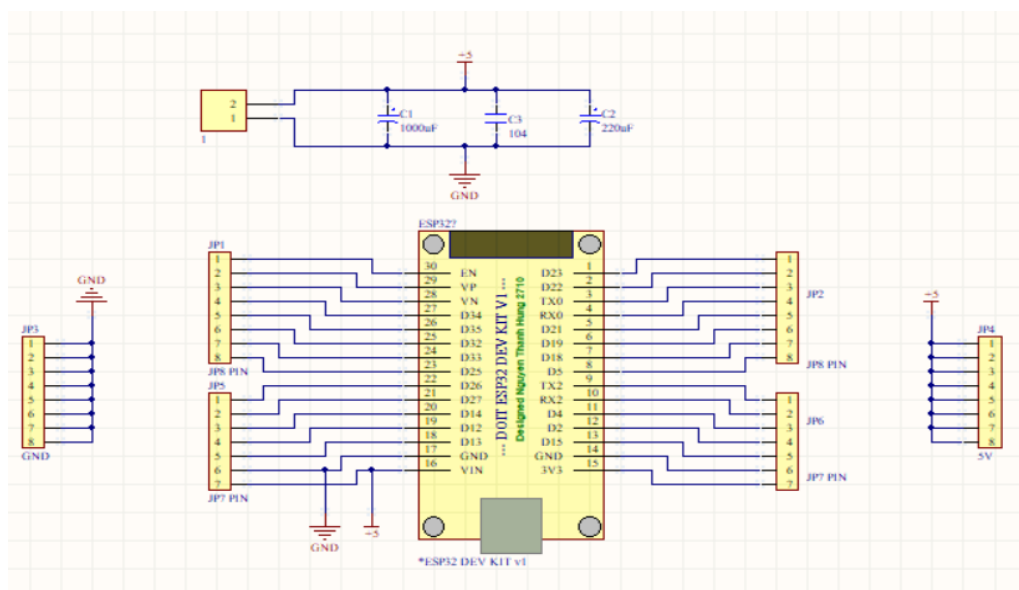 +5
2
1
1
C1
1000uF
C3
104
C2
220uF
GND
ESP32?
JP1
1
2
3
4
5
6
7
8
JP8 PIN
JP5
1
2
3
4
5
6
7
JP7 PIN
GND
JP3
1
2
3
4
5
6
7
8
GND
30 EN
29 VP
28 VN
27 D34
26 D35
25 D32
24 D33
23 D25
22 D26
21 D27
20 D14
19 D12
18 D13
17 GND
16 VIN
... DOIT ESP32 DEV KIT V1 ...
Designed Nguyen Thanh Hung 2710
D23 1
D22 2
TX0 3
RX0 4
D21 5
D19 6
D18 7
D5 8
TX2 9
RX2 10
D4 11
D2 12
D15 13
GND 14
3V3 15
1
2
3
4
5
6
7
8
JP2
JP8 PIN
1
2
3
4
5
6
7
JP6
JP7 PIN
+5
JP4
1
2
3
4
5
6
7
8
5V
GND
+5
*ESP32 DEV KIT v1